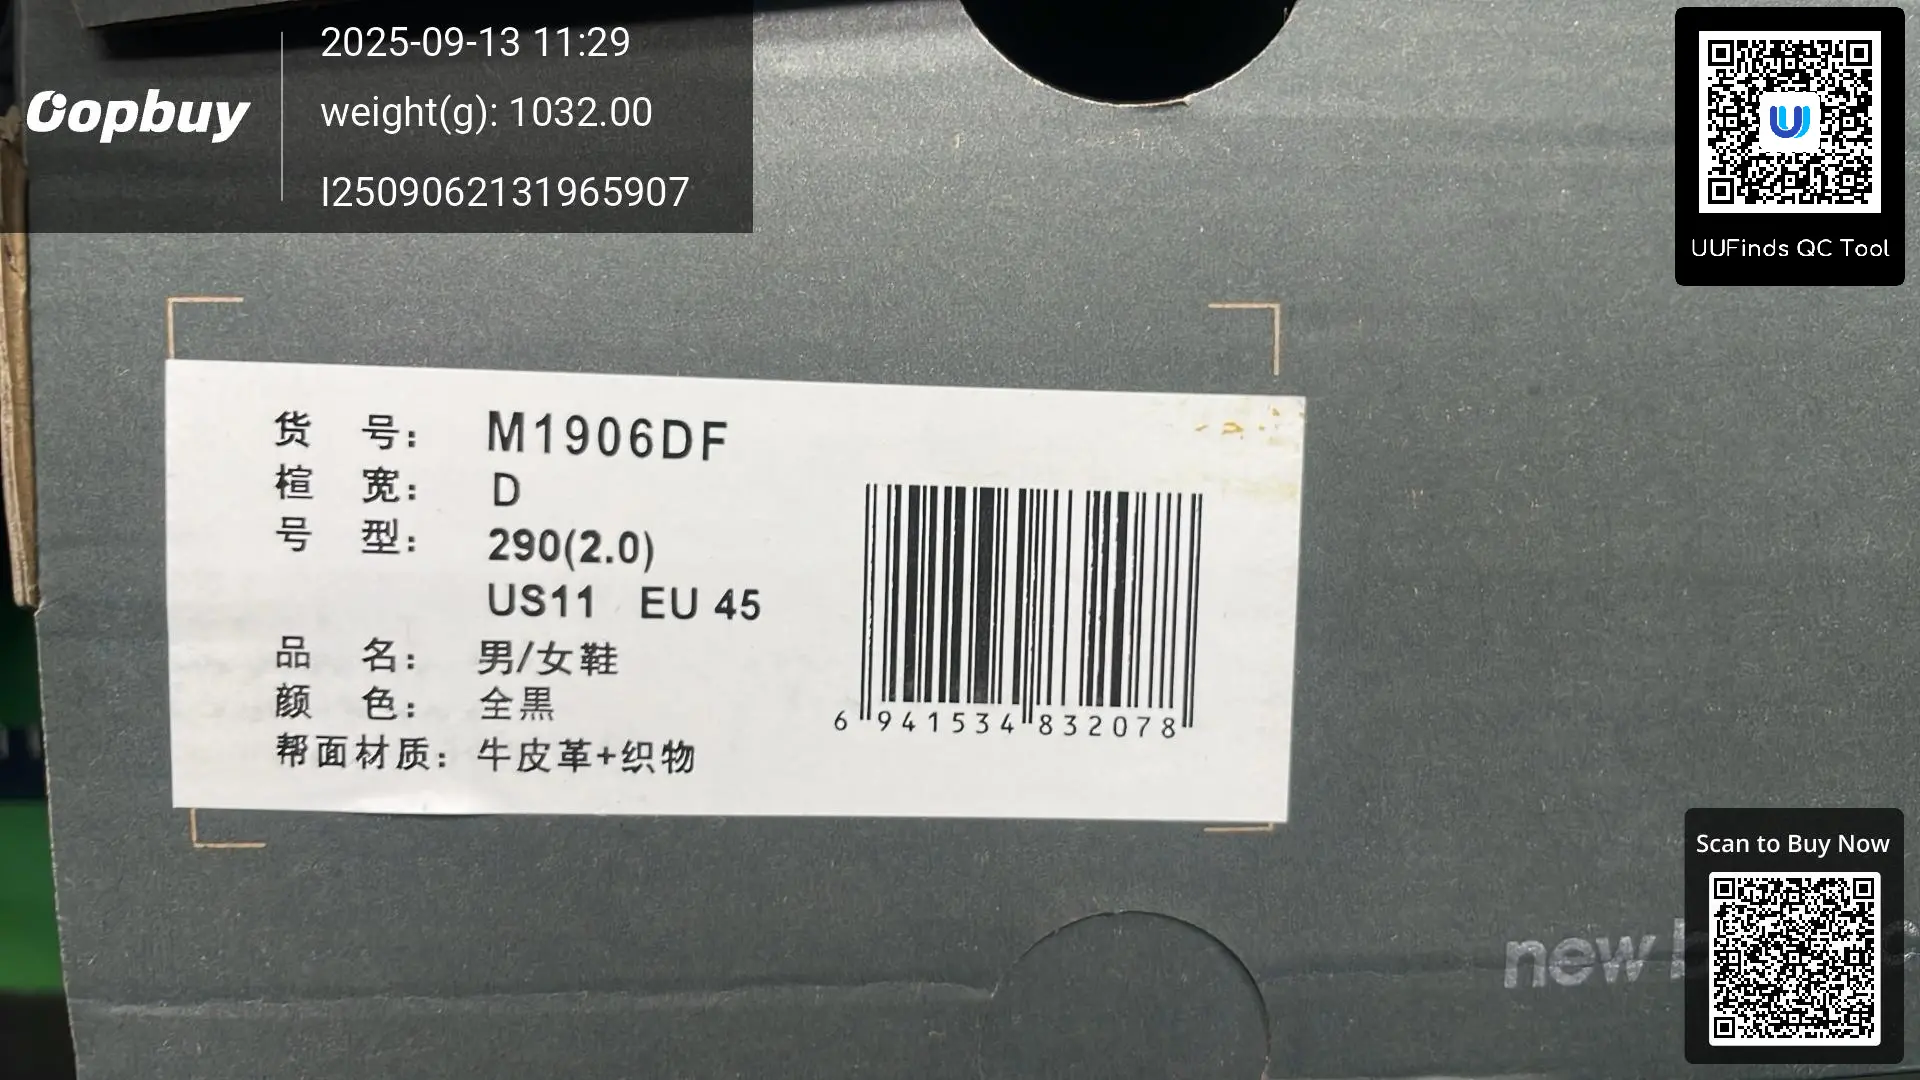 2025-09-13 11:29
Oopbuy
weight(g): 1032.00
I2509062131965907
UUFinds QC Tool
货 号: M1906DF
楦 宽: D
号 型: 290(2.0)
US11 EU 45
品 名: 男/女鞋
颜 色: 全黑
帮面材质: 牛皮革+织物
6 941534 832078
Scan to Buy Now
new